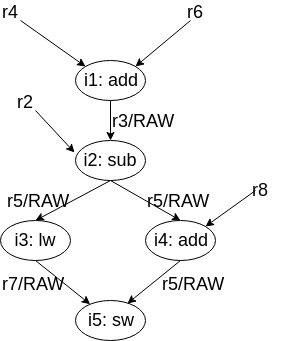 r4 r6
i1: add
r3/RAW
r2
i2: sub
r5/RAW r5/RAW
r8
i3: lw i4: add
r7/RAW r5/RAW
i5: sw